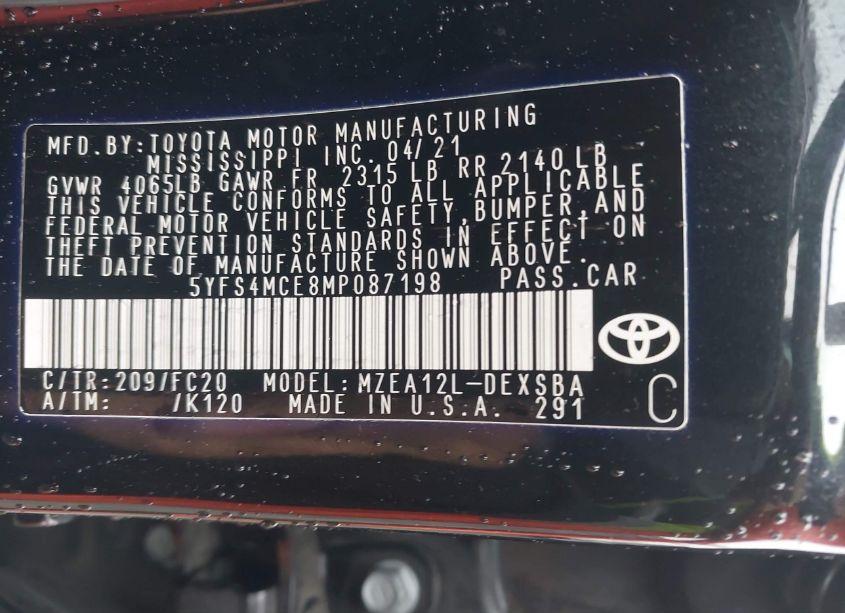 MFD.BY:TOYOTA MOTOR MANUFACTURING
MISSISSIPPI, INC. 04/21
GVWR 4065LB GAWR FR 2315 LB RR 2140 LB
THIS VEHICLE CONFORMS TO ALL APPLICABLE
FEDERAL MOTOR VEHICLE SAFETY,BUMPER,AND
THEFT PREVENTION STANDARDS IN EFFECT ON
THE DATE OF MANUFACTURE SHOWN ABOVE.
5YFS4MCE8MP087198 PASS.CAR
C/TR:209/FC20 MODEL:MZEA12L-DEXSBA
A/TM: /K120 MADE IN U.S.A. 291
C